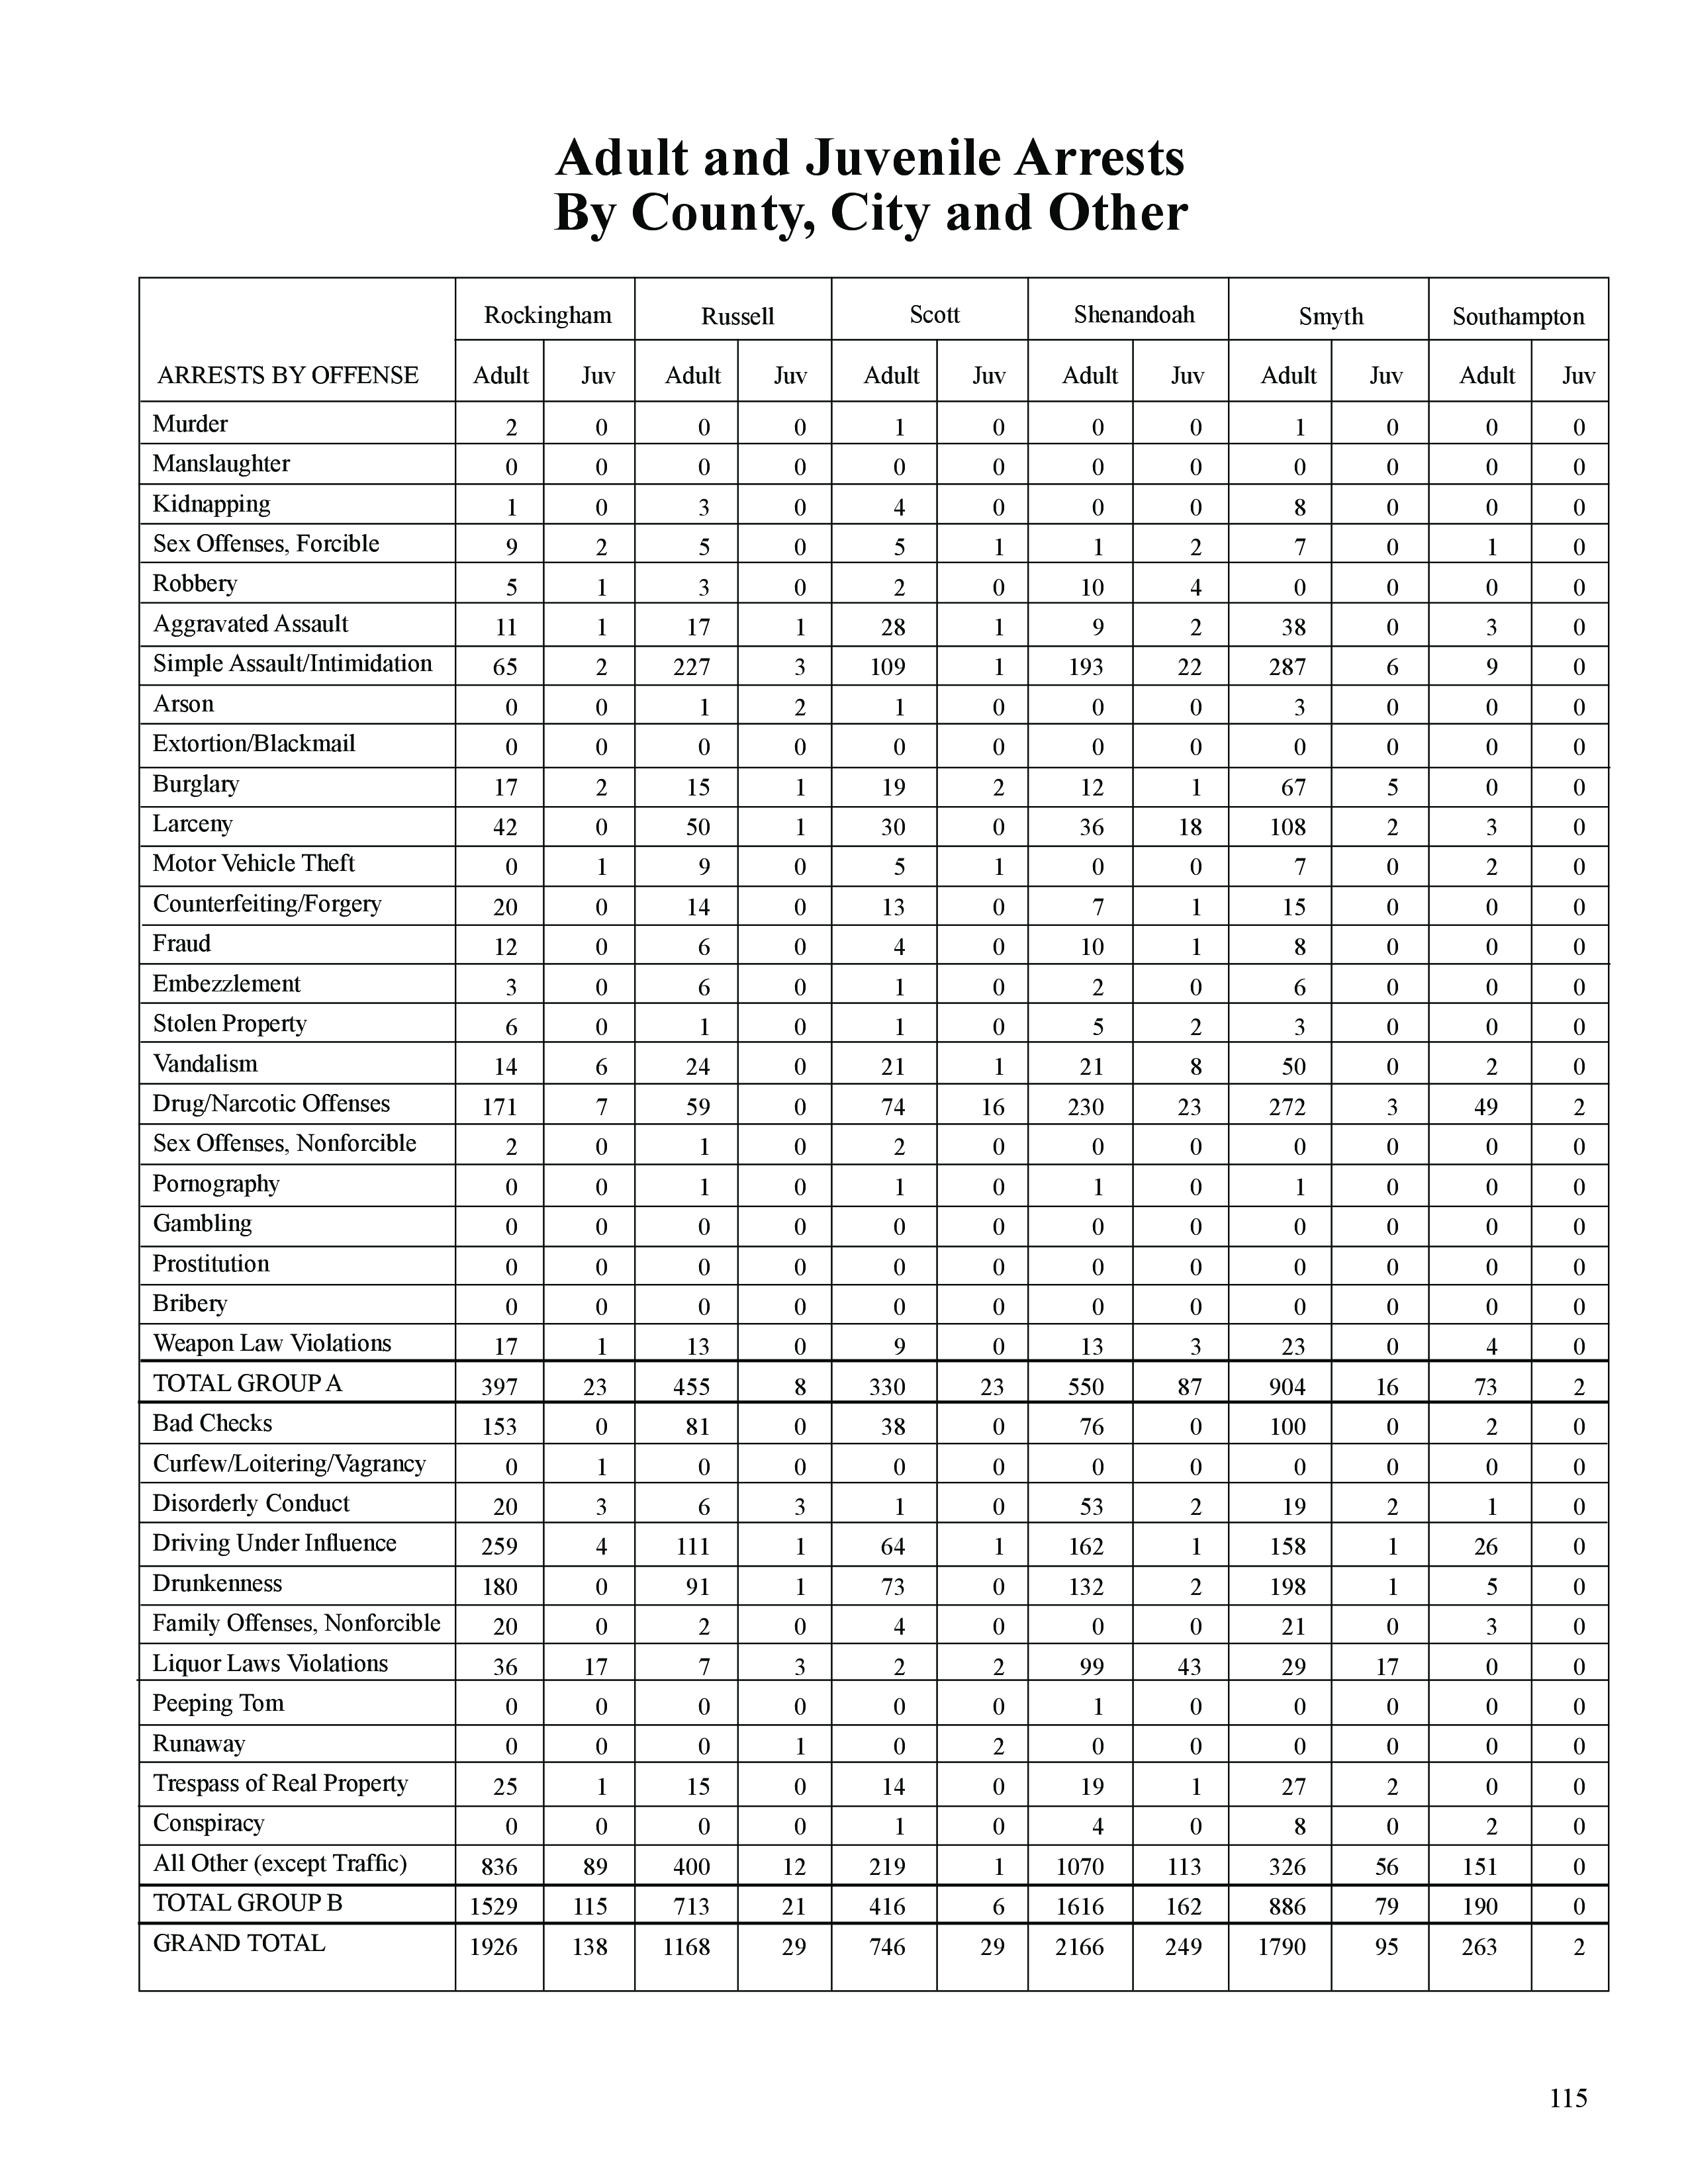 Adult and Juvenile Arrests
By County, City and Other
Rockingham Russell Scott Shenandoah Smyth Southampton
ARRESTS BY OFFENSE Adult Juv Adult Juv Adult Juv Adult Juv Adult Juv Adult Juv
Murder 2 0 0 0 1 0 0 0 1 0 0 0
Manslaughter 0 0 0 0 0 0 0 0 0 0 0 0
Kidnapping 1 0 3 0 4 0 0 0 8 0 0 0
Sex Offenses, Forcible 9 2 5 0 5 1 1 2 7 0 1 0
Robbery 5 1 3 0 2 0 10 4 0 0 0 0
Aggravated Assault 11 1 17 1 28 1 9 2 38 0 3 0
Simple Assault/Intimidation 65 2 227 3 109 1 193 22 287 6 9 0
Arson 0 0 1 2 1 0 0 0 3 0 0 0
Extortion/Blackmail 0 0 0 0 0 0 0 0 0 0 0 0
Burglary 17 2 15 1 19 2 12 1 67 5 0 0
Larceny 42 0 50 1 30 0 36 18 108 2 3 0
Motor Vehicle Theft 0 1 9 0 5 1 0 0 7 0 2 0
Counterfeiting/Forgery 20 0 14 0 13 0 7 1 15 0 0 0
Fraud 12 0 6 0 4 0 10 1 8 0 0 0
Embezzlement 3 0 6 0 1 0 2 0 6 0 0 0
Stolen Property 6 0 1 0 1 0 5 2 3 0 0 0
Vandalism 14 6 24 0 21 1 21 8 50 0 2 0
Drug/Narcotic Offenses 171 7 59 0 74 16 230 23 272 3 49 2
Sex Offenses, Nonforcible 2 0 1 0 2 0 0 0 0 0 0 0
Pornography 0 0 1 0 1 0 1 0 1 0 0 0
Gambling 0 0 0 0 0 0 0 0 0 0 0 0
Prostitution 0 0 0 0 0 0 0 0 0 0 0 0
Bribery 0 0 0 0 0 0 0 0 0 0 0 0
Weapon Law Violations 17 1 13 0 9 0 13 3 23 0 4 0
TOTAL GROUP A 397 23 455 8 330 23 550 87 904 16 73 2
Bad Checks 153 0 81 0 38 0 76 0 100 0 2 0
Curfew/Loitering/Vagrancy 0 1 0 0 0 0 0 0 0 0 0 0
Disorderly Conduct 20 3 6 3 1 0 53 2 19 2 1 0
Driving Under Influence 259 4 111 1 64 1 162 1 158 1 26 0
Drunkenness 180 0 91 1 73 0 132 2 198 1 5 0
Family Offenses, Nonforcible 20 0 2 0 4 0 0 0 21 0 3 0
Liquor Laws Violations 36 17 7 3 2 2 99 43 29 17 0 0
Peeping Tom 0 0 0 0 0 0 1 0 0 0 0 0
Runaway 0 0 0 1 0 2 0 0 0 0 0 0
Trespass of Real Property 25 1 15 0 14 0 19 1 27 2 0 0
Conspiracy 0 0 0 0 1 0 4 0 8 0 2 0
All Other (except Traffic) 836 89 400 12 219 1 1070 113 326 56 151 0
TOTAL GROUP B 1529 115 713 21 416 6 1616 162 886 79 190 0
GRAND TOTAL 1926 138 1168 29 746 29 2166 249 1790 95 263 2
115